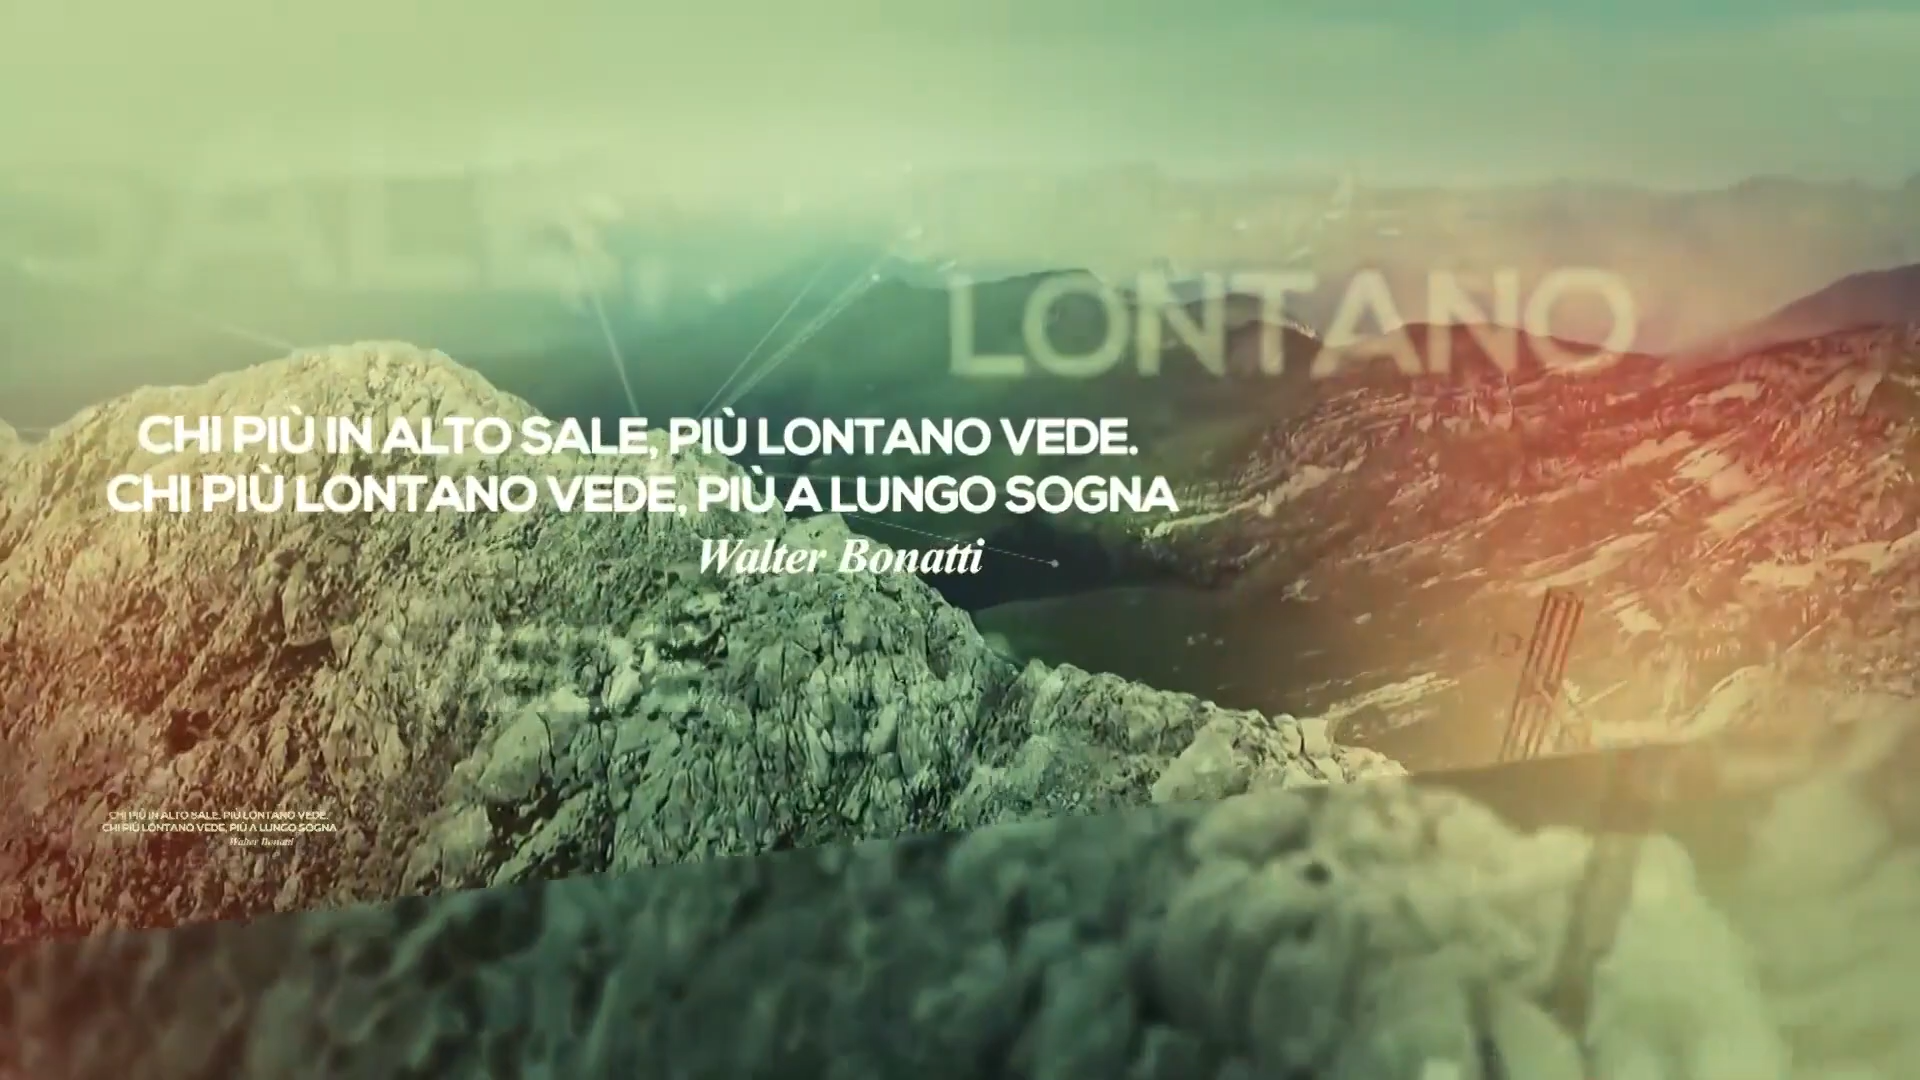 SALE,
LONTANO
CHI PIÙ IN ALTO SALE, PIÙ LONTANO VEDE.
CHI PIÙ LONTANO VEDE, PIÙ A LUNGO SOGNA
Walter Bonatti
CHI PIÙ IN ALTO SALE, PIÙ LONTANO VEDE.
CHI PIÙ LONTANO VEDE, PIÙ A LUNGO SOGNA
Walter Bonatti